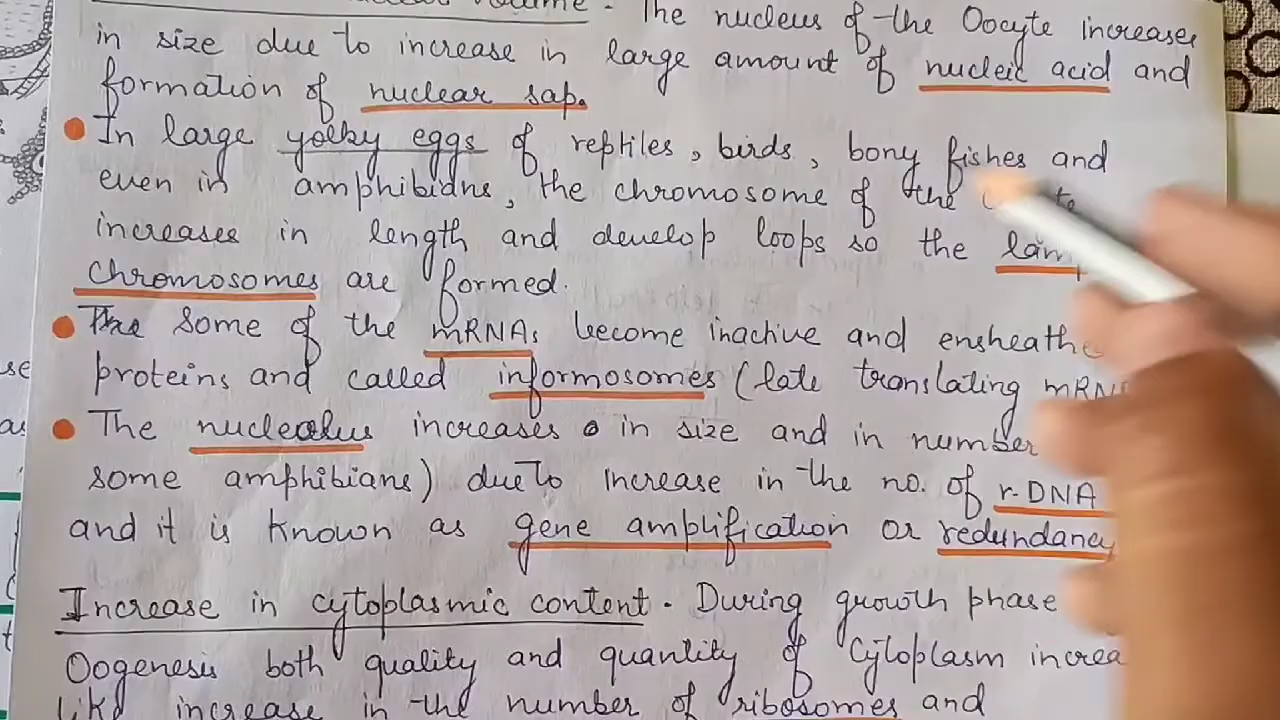 volume - The nucleus of the Oocyte increases
in size due to increase in large amount of nucleic acid and
formation of nuclear sap.
In large yolky eggs of reptiles, birds, bony fishes and
even in amphibians, the chromosome of the
increases in length and develop loops so the lamp
chromosomes are formed.
The Some of the mRNAs become inactive and ensheathe
proteins and called informosomes (late translating mRN
The nucleolus increases in size and in number
some amphibians) due to increase in the no. of r-DNA
and it is known as gene amplification or redundancy
Increase in cytoplasmic content. During growth phase
Oogenesis both quality and quantity of cytoplasm increa
like increase in the number of ribosomes and